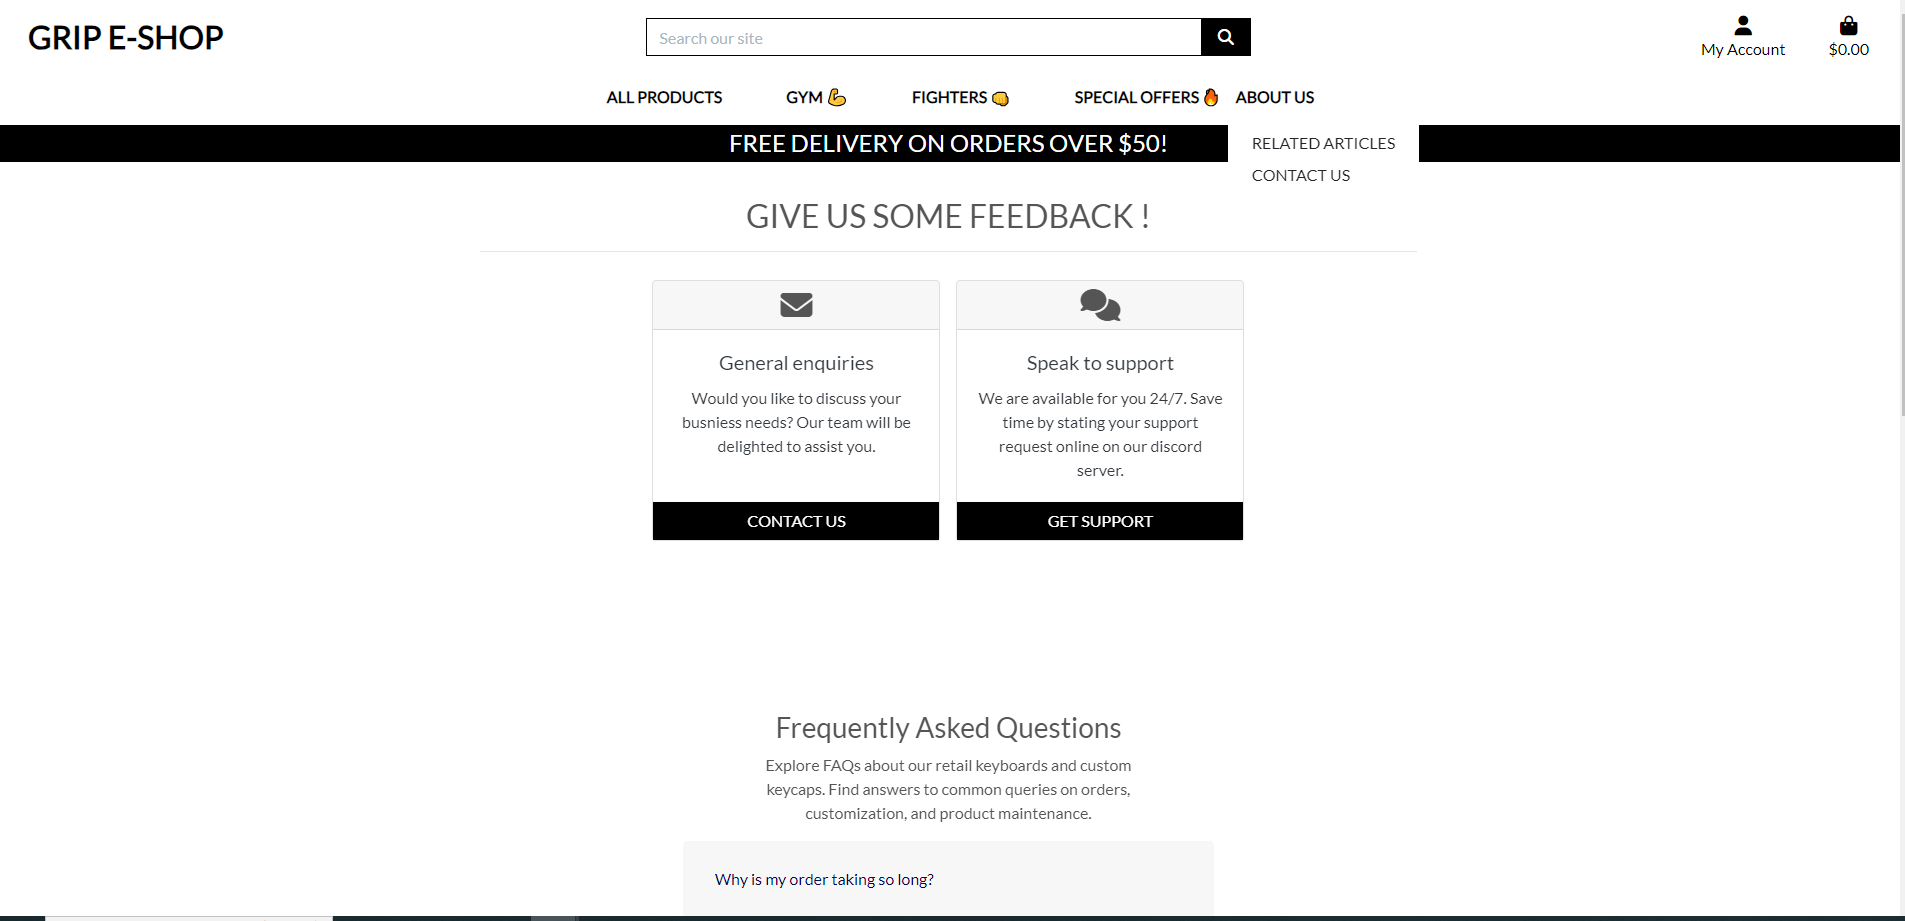 GRIP E-SHOP
Search our site
My Account
$0.00
ALL PRODUCTS
GYM 💪
FIGHTERS 👊
SPECIAL OFFERS 🔥
ABOUT US
FREE DELIVERY ON ORDERS OVER $50!
RELATED ARTICLES
CONTACT US
GIVE US SOME FEEDBACK !
General enquiries
Would you like to discuss your
busniess needs? Our team will be
delighted to assist you.
CONTACT US
Speak to support
We are available for you 24/7. Save
time by stating your support
request online on our discord
server.
GET SUPPORT
Frequently Asked Questions
Explore FAQs about our retail keyboards and custom
keycaps. Find answers to common queries on orders,
customization, and product maintenance.
Why is my order taking so long?